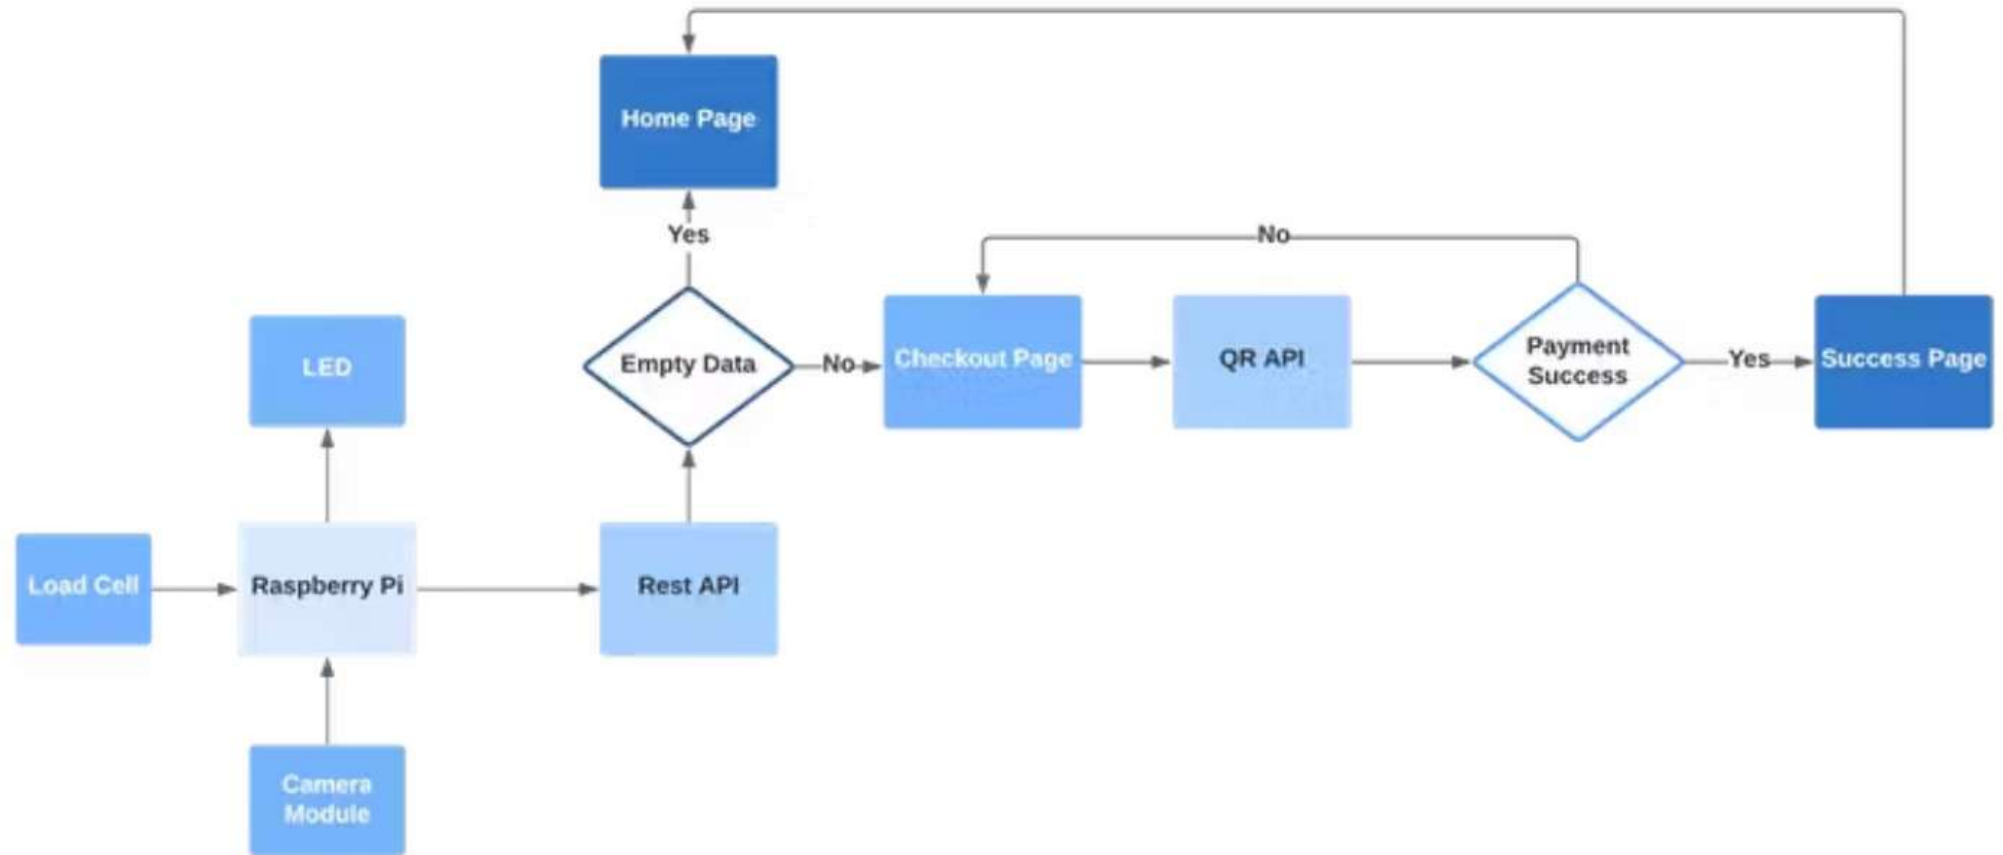 Home Page
Yes
No
LED
Empty Data
No
Checkout Page
QR API
Payment
Success
Yes
Success Page
Load Cell
Raspberry Pi
Rest API
Camera
Module